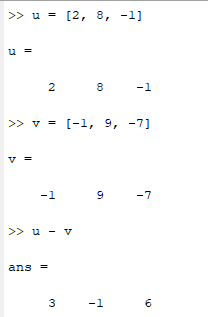 >> u = [2, 8, -1]
u =
2 8 -1
>> v = [-1, 9, -7]
v =
-1 9 -7
>> u - v
ans =
3 -1 6